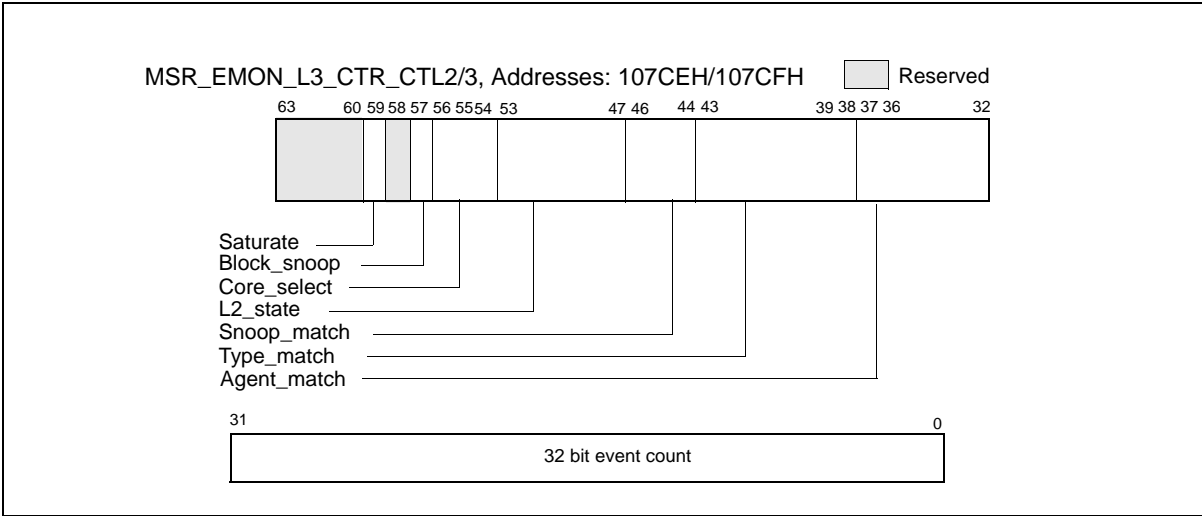 MSR_EMON_L3_CTR_CTL2/3, Addresses: 107CEH/107CFH Reserved
63 60 59 58 57 56 55 54 53 47 46 44 43 39 38 37 36 32
Saturate
Block_snoop
Core_select
L2_state
Snoop_match
Type_match
Agent_match
31 0
32 bit event count